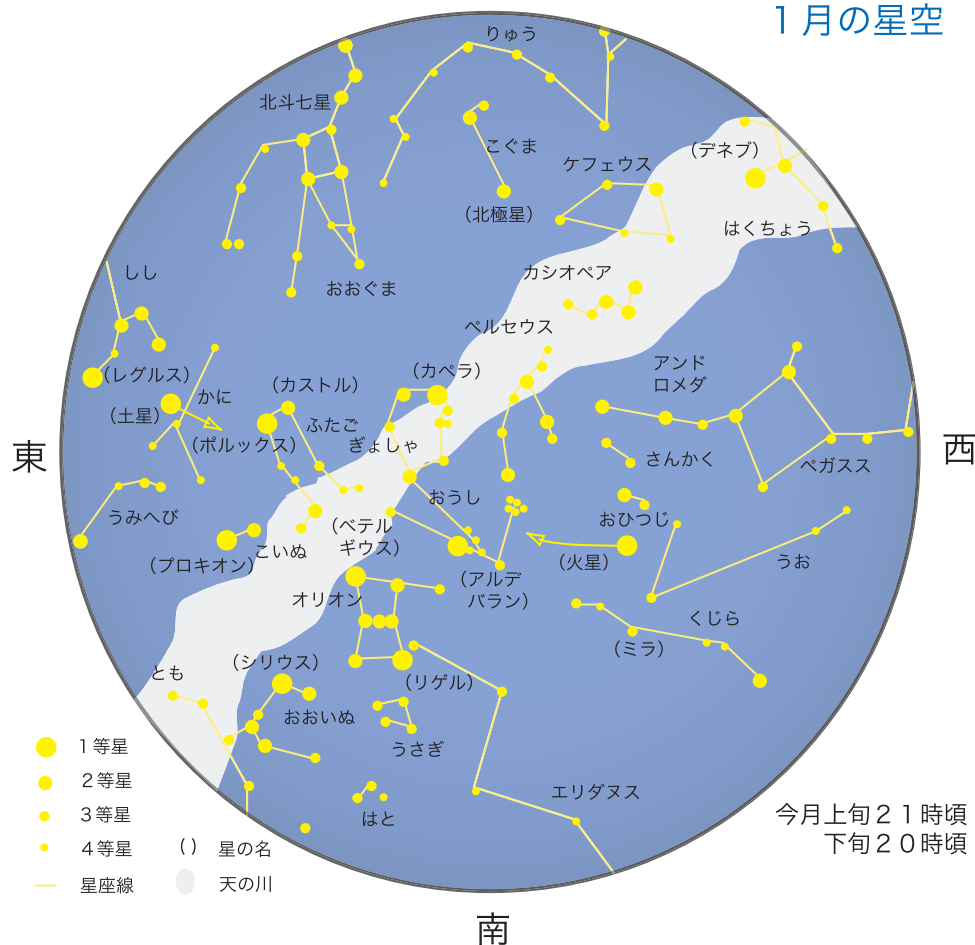 1月の星空
りゅう
北斗七星
こぐま
(北極星)
ケフェウス
(デネブ)
はくちょう
おおぐま
カシオペア
しし
ペルセウス
(レグルス)
(土星)
かに
(カストル)
ふたご
(ポルックス)
(カペラ)
ぎょしゃ
アンド
ロメダ
さんかく
ペガスス
東
西
うみへび
(プロキオン)
こいぬ
(ベテル
ギウス)
おうし
(アルデ
バラン)
おひつじ
(火星)
うお
オリオン
くじら
(ミラ)
とも
(シリウス)
(リゲル)
おおいぬ
うさぎ
はと
エリダヌス
1等星
2等星
3等星
4等星
星座線
( ) 星の名
天の川
今月上旬21時頃
下旬20時頃
南